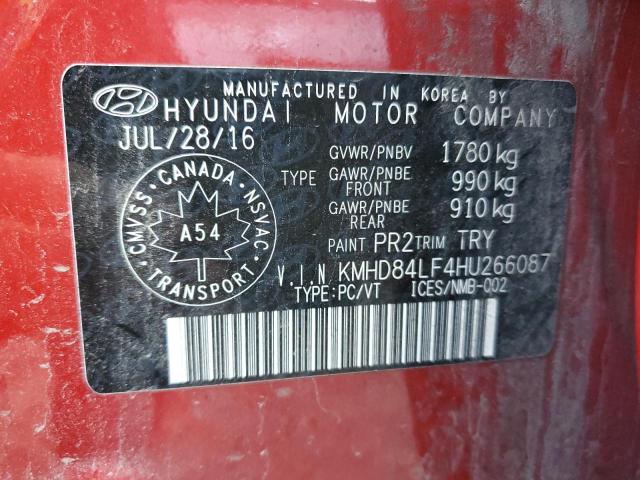 MANUFACTURED IN KOREA BY
HYUNDAI MOTOR COMPANY
JUL/28/16
GVWR/PNBV 1780 kg
TYPE GAWR/PNBE FRONT 990 kg
GAWR/PNBE REAR 910 kg
PAINT PR2 TRIM TRY
CMVSS · CANADA · NSVAC
A54
TRANSPORT
V.I.N KMHD84LF4HU266087
TYPE:PC/VT ICES/NMB-002